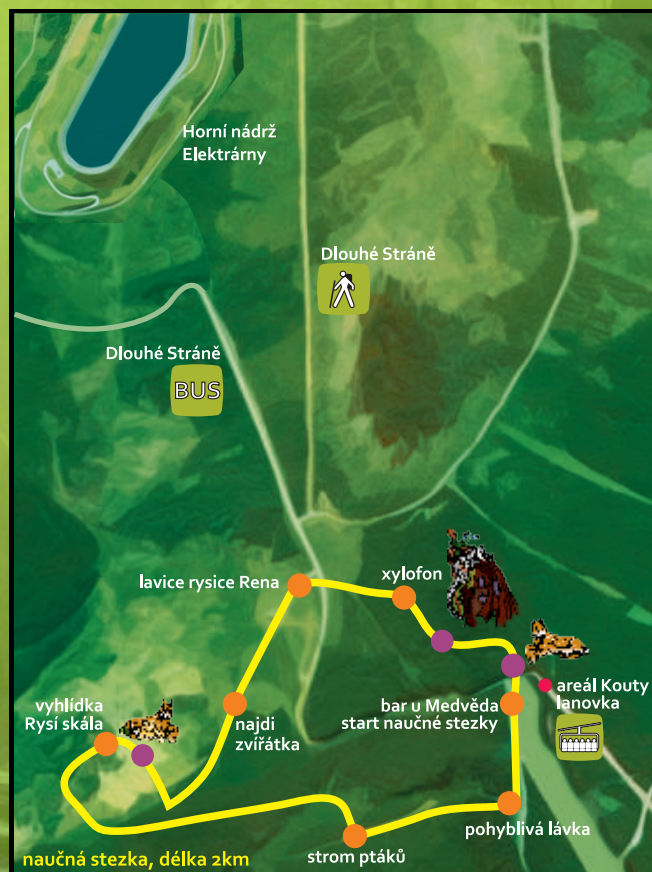 Horní nádrž
Elektrárny
Dlouhé Stráně
Dlouhé Stráně
BUS
lavice rysice Rena
xylofon
areál Kouty
lanovka
vyhlídka
Rysí skála
najdi
zvířátka
bar u Medvěda
start naučné stezky
pohyblivá lávka
strom ptáků
naučná stezka, délka 2km